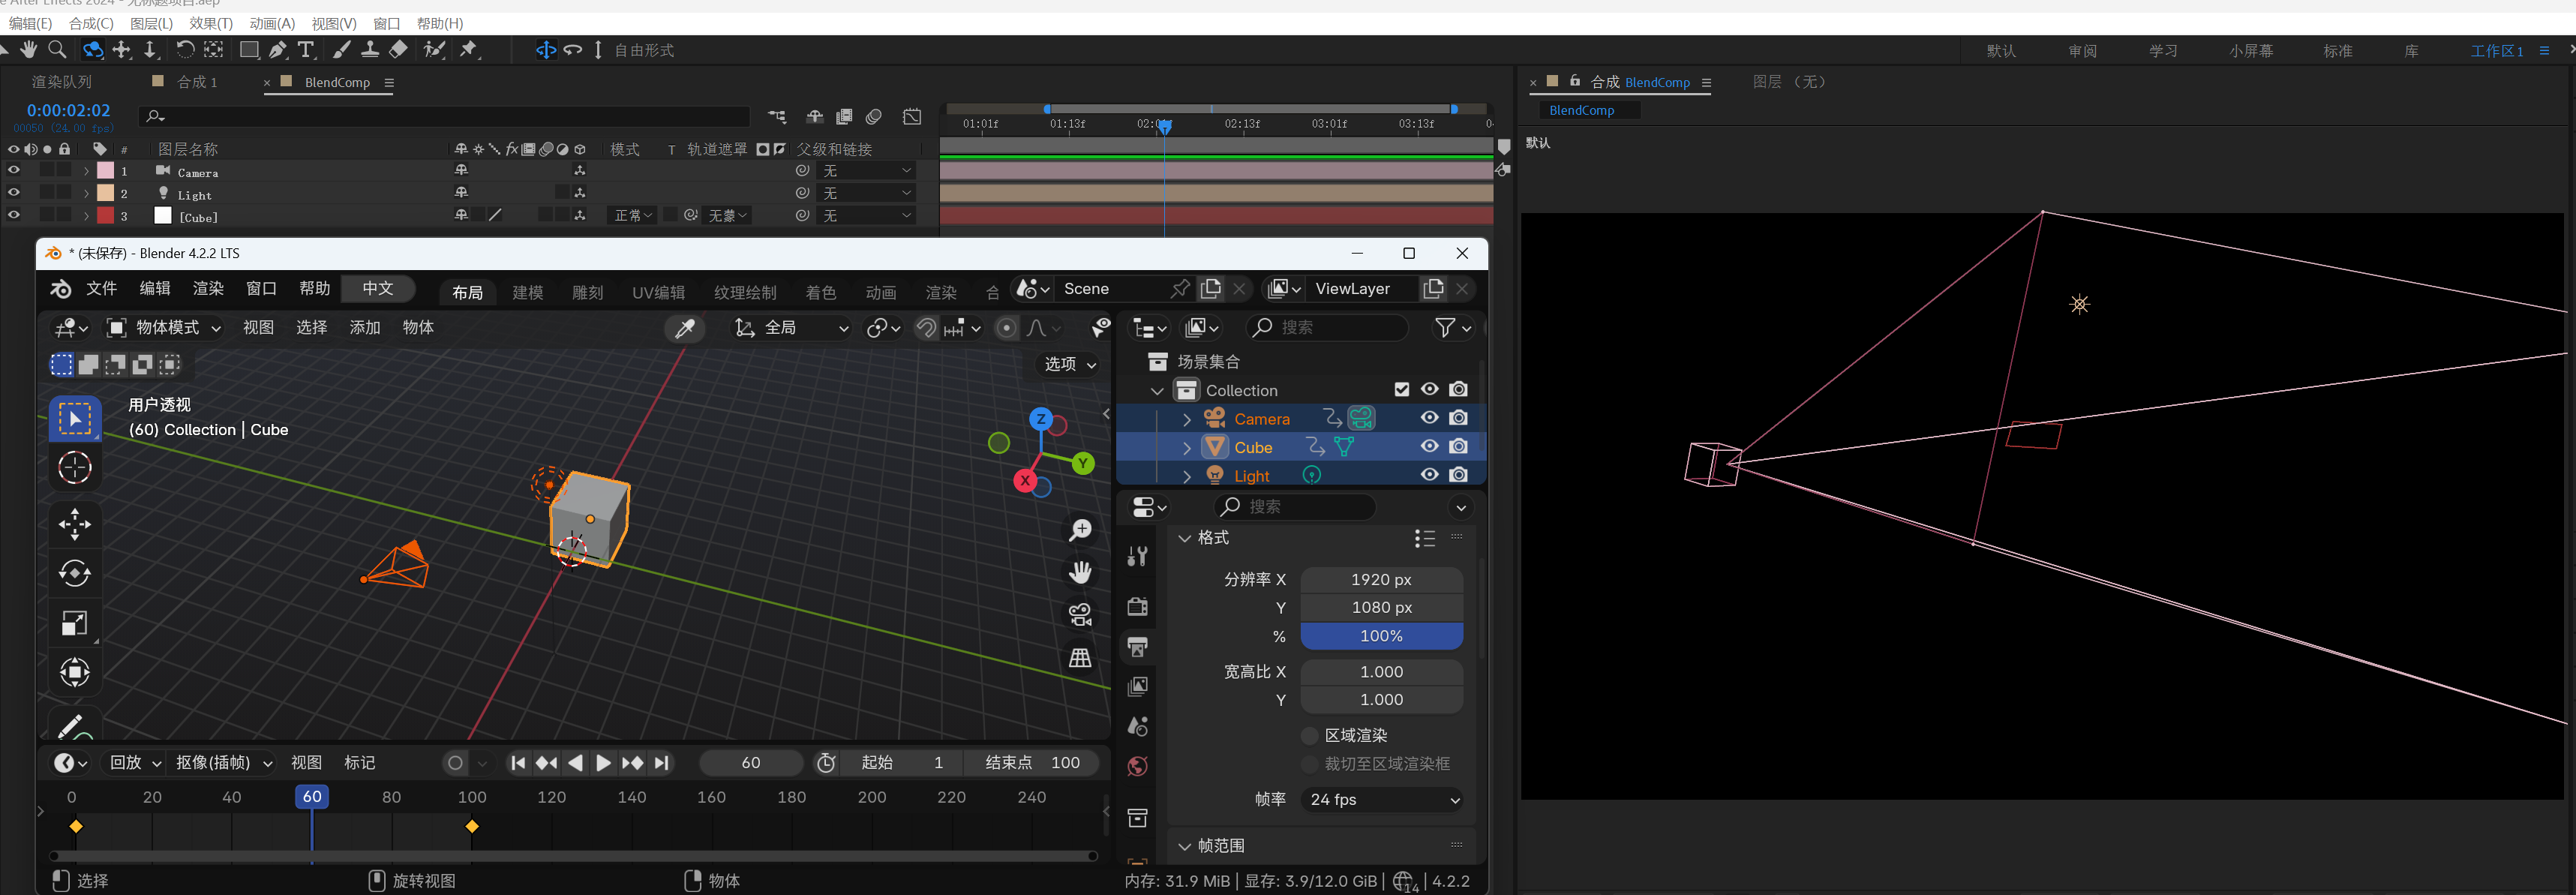 e After Effects 2024 - 无标题项目.aep
编辑(E) 合成(C) 图层(L) 效果(T) 动画(A) 视图(V) 窗口 帮助(H)
自由形式 默认 审阅 学习 小屏幕 标准 库 工作区1
渲染队列 合成 1 × BlendComp
0:00:02:02
00050 (24.00 fps)
01:01f 01:13f 02:01f 02:13f 03:01f 03:13f 0
# 图层名称 fx 模式 T 轨道遮罩 父级和链接
1 Camera 无
2 Light 无
3 [Cube] 正常 无蒙 无
× 合成 BlendComp 图层 (无)
BlendComp
默认
* (未保存) - Blender 4.2.2 LTS
文件 编辑 渲染 窗口 帮助 中文 布局 建模 雕刻 UV编辑 纹理绘制 着色 动画 渲染 合 Scene ViewLayer
物体模式 视图 选择 添加 物体 全局 搜索
选项
用户透视
(60) Collection | Cube
Z
Y
X
场景集合
Collection
Camera
Cube
Light
搜索
格式
分辨率 X 1920 px
Y 1080 px
% 100%
宽高比 X 1.000
Y 1.000
区域渲染
裁切至区域渲染框
帧率 24 fps
帧范围
回放 抠像(插帧) 视图 标记 60 起始 1 结束点 100
0 20 40 60 80 100 120 140 160 180 200 220 240
选择 旋转视图 物体
内存: 31.9 MiB | 显存: 3.9/12.0 GiB | 14 | 4.2.2